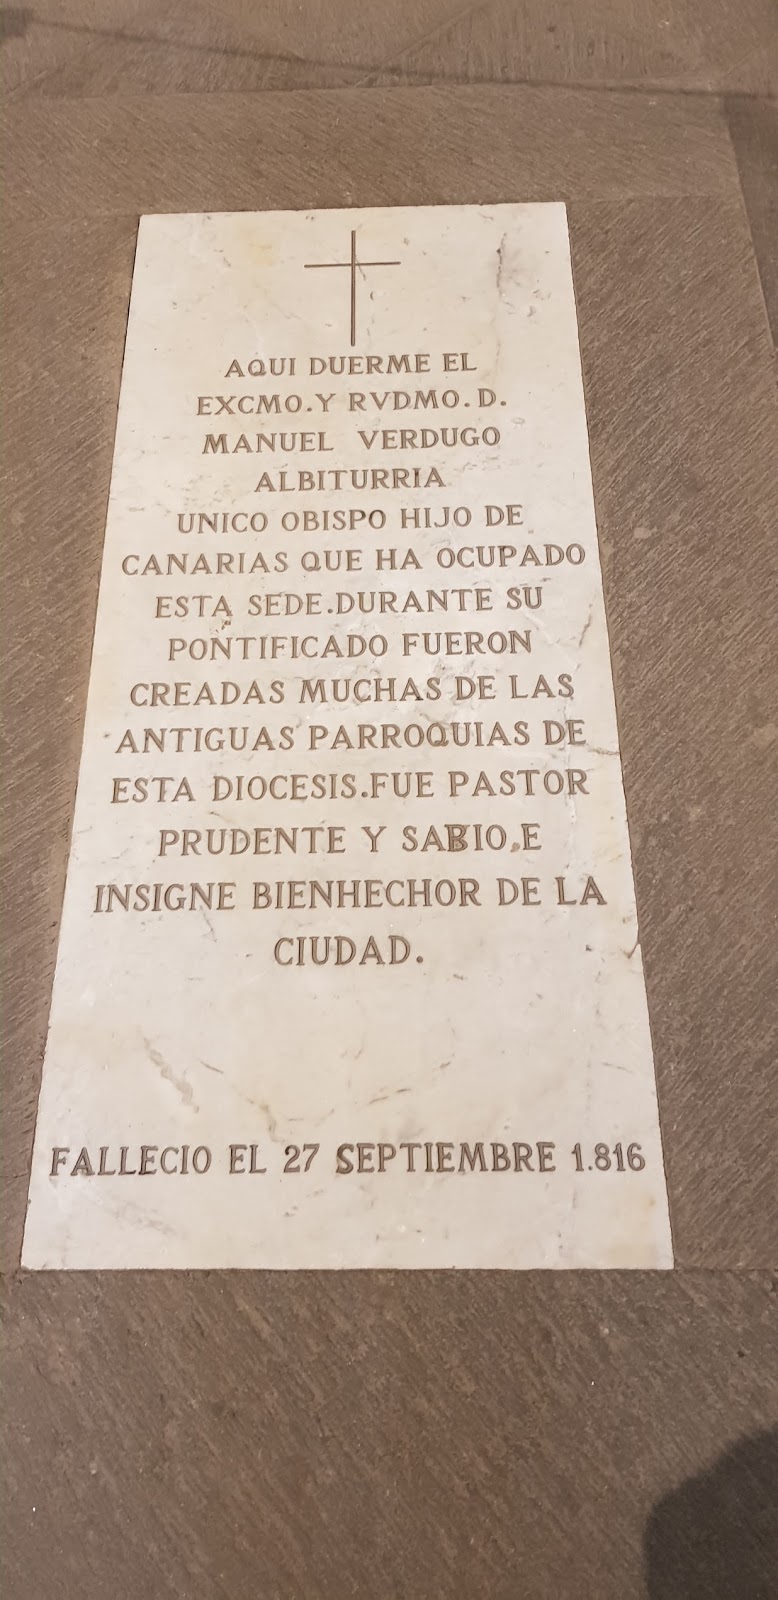 AQUI DUERME EL
EXCMO.Y RVDMO.D.
MANUEL VERDUGO
ALBITURRIA
UNICO OBISPO HIJO DE
CANARIAS QUE HA OCUPADO
ESTA SEDE.DURANTE SU
PONTIFICADO FUERON
CREADAS MUCHAS DE LAS
ANTIGUAS PARROQUIAS DE
ESTA DIOCESIS.FUE PASTOR
PRUDENTE Y SABIO,E
INSIGNE BIENHECHOR DE LA
CIUDAD.
FALLECIO EL 27 SEPTIEMBRE 1.816